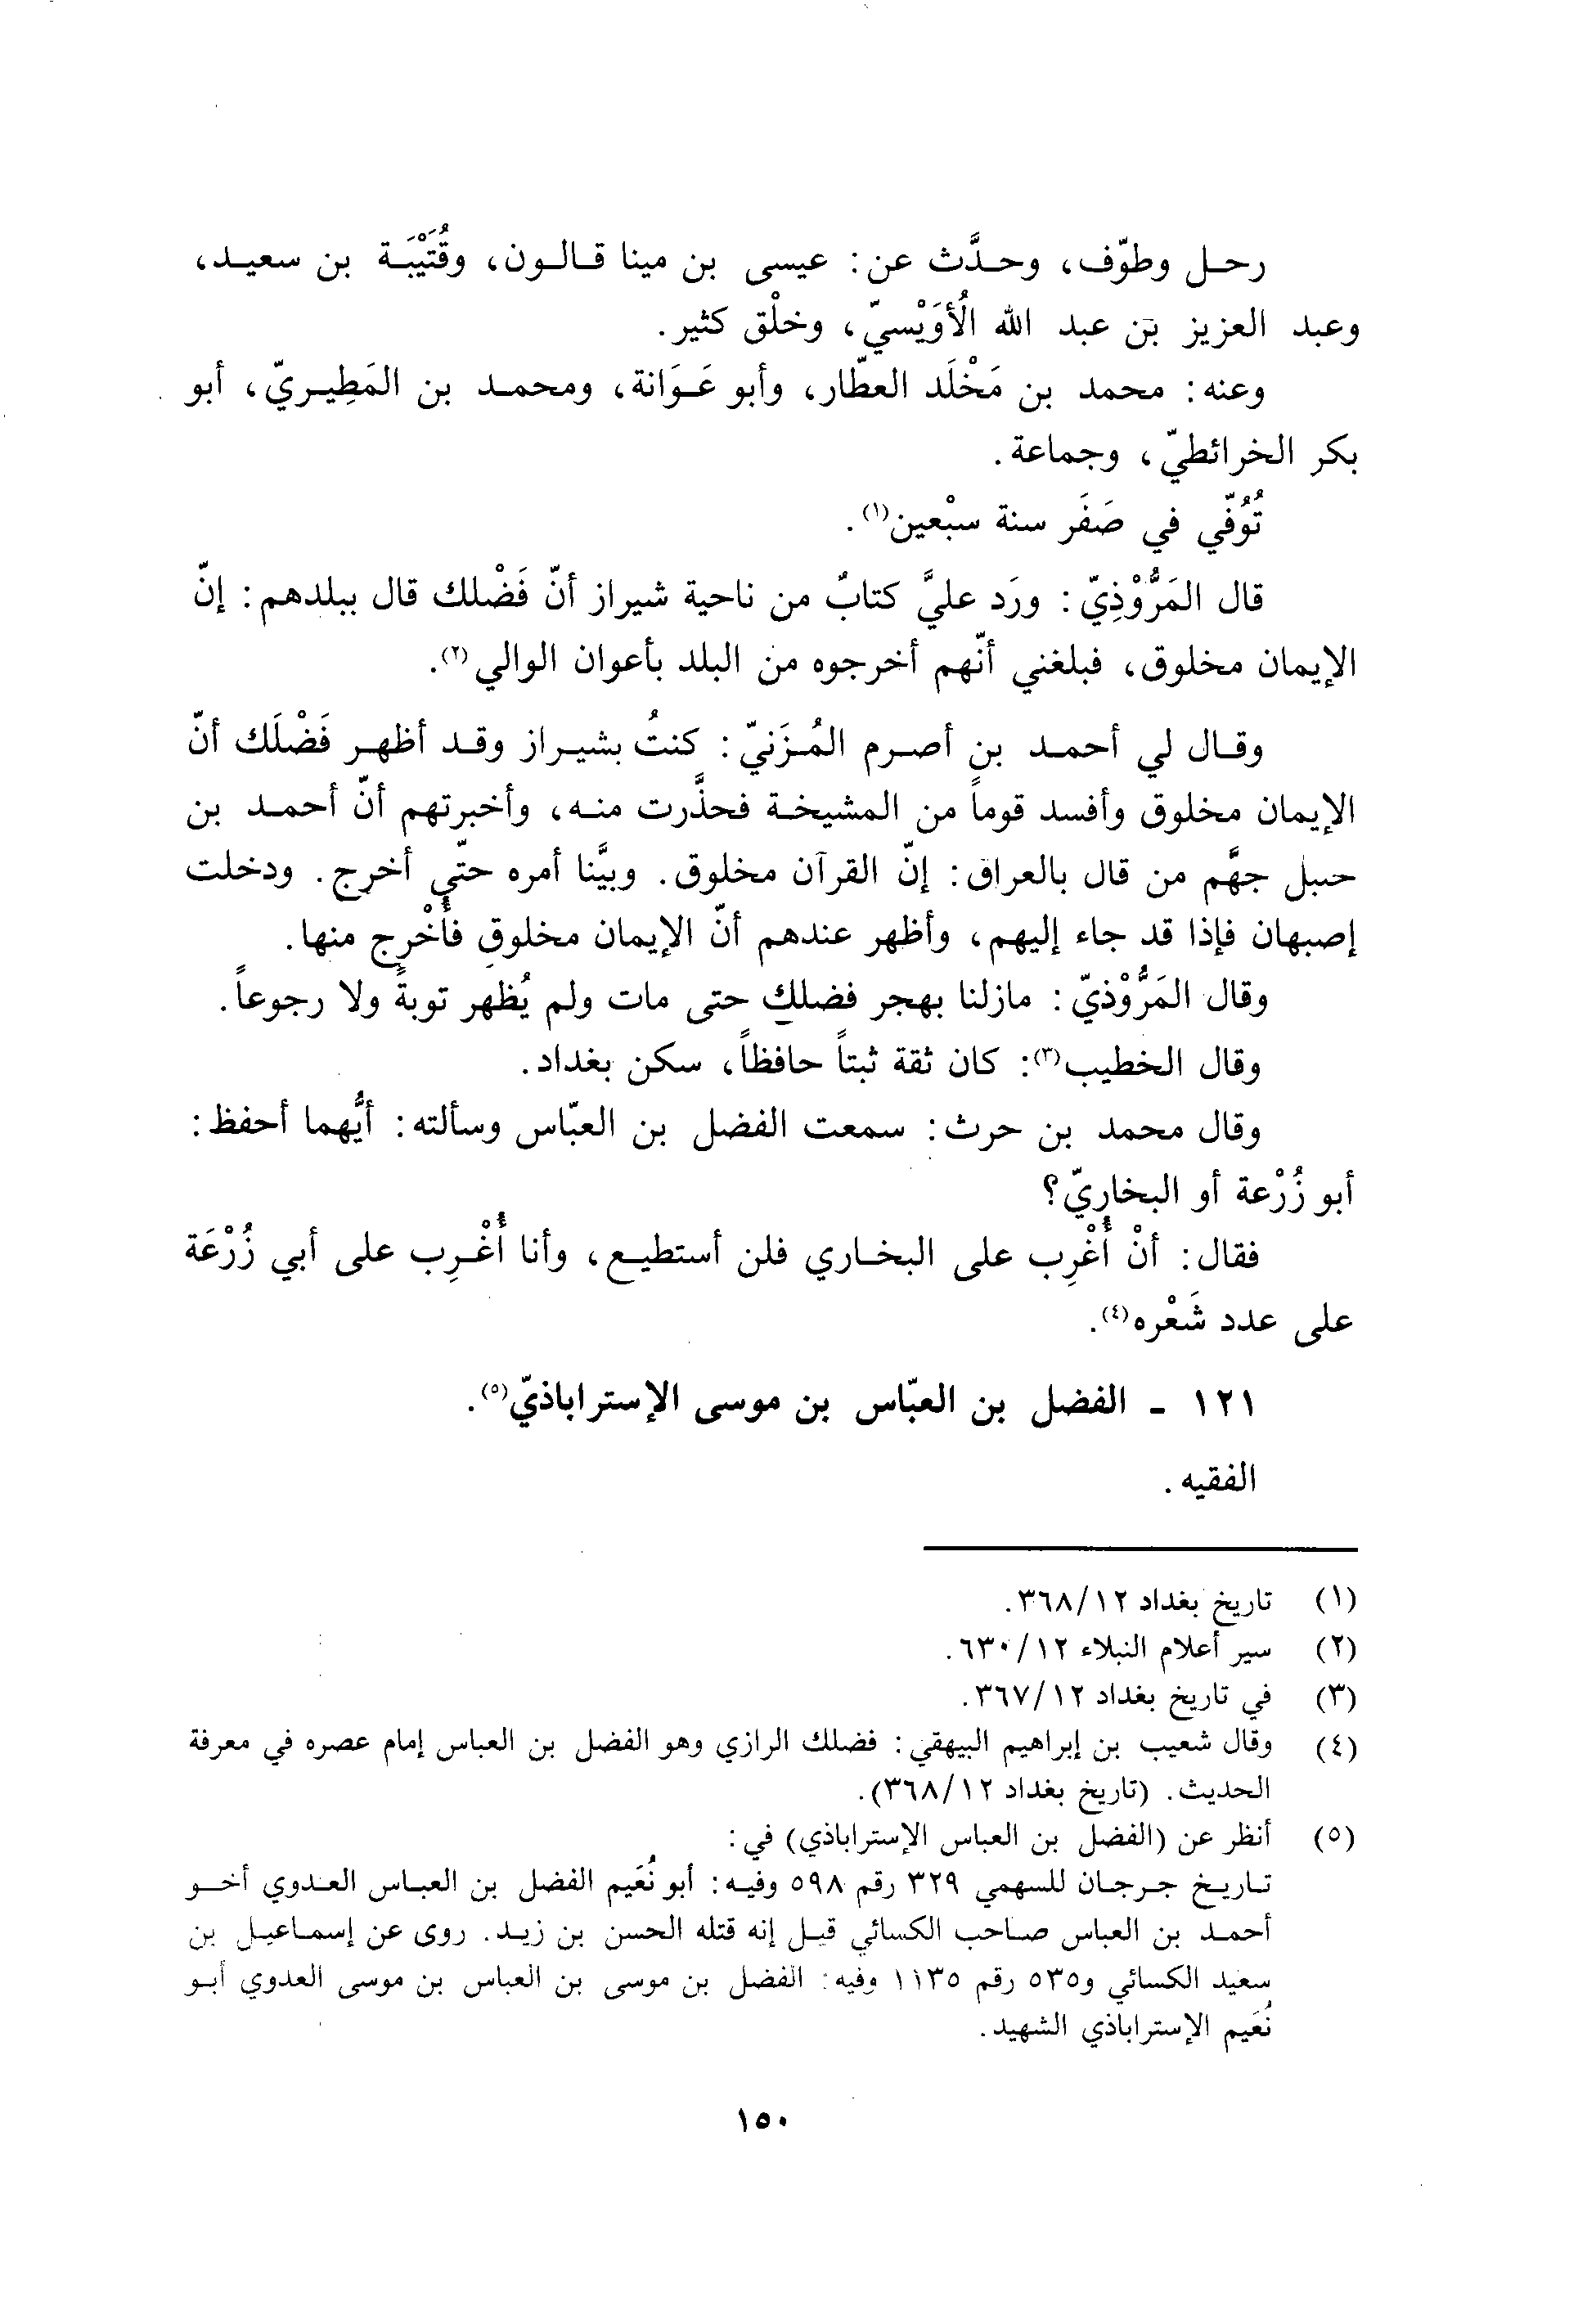 رحل وطوّف، وحدَّث عن: عيسى بن مينا قالون، وقُتَيْبَة بن سعيد،
وعبد العزيز بن عبد الله الُأوَيْسيّ، وخلْق كثير.
وعنه: محمد بن مَخْلَد العطّار، وأبو عَوَانة، ومحمد بن المَطِيريّ، أبو
بكر الخرائطيّ، وجماعة.
تُوُفّي في صَفَر سنة سبْعين(١).
قال المَرُّوْذِيّ: ورَد عليَّ كتابٌ من ناحية شيراز أنّ فَضْلك قال ببلدهم: إنّ
الإيمان مخلوق، فبلغني أنّهم أخرجوه من البلد بأعوان الوالي(٢).
وقال لي أحمد بن أصرم المُزَنيّ: كنتُ بشيراز وقد أظهر فَضْلَك أنّ
الإيمان مخلوق وأفسد قوماً من المشيخة فحذَّرت منه، وأخبرتهم أنّ أحمد بن
حنبل جهَّم من قال بالعراق: إنّ القرآن مخلوق. وبيَّنا أمره حتّى أخرج. ودخلت
إصبهان فإذا قد جاء إليهم، وأظهر عندهم أنّ الإيمان مخلوق فأُخْرِج منها.
وقال المَرُّوْذيّ: مازلنا بهجر فضلك حتى مات ولم يُظهر توبةً ولا رجوعاً.
وقال الخطيب(٣): كان ثقة ثبتاً حافظاً، سكن بغداد.
وقال محمد بن حرث: سمعت الفضل بن العبّاس وسألته: أيُّهما أحفظ:
أبو زُرْعة أو البخاريّ؟
فقال: أنْ أُغْرِب على البخاري فلن أستطيع، وأنا أُغْرِب على أبي زُرْعَة
على عدد شَعْره(٤).
١٢١ - الفضل بن العبّاس بن موسى الإستراباذيّ(٥).
الفقيه.
(١) تاريخ بغداد ٣٦٨/١٢.
(٢) سير أعلام النبلاء ٦٣٠/١٢.
(٣) في تاريخ بغداد ٣٦٧/١٢.
(٤) وقال شعيب بن إبراهيم البيهقي: فضلك الرازي وهو الفضل بن العباس إمام عصره في معرفة
الحديث. (تاريخ بغداد ٣٦٨/١٢).
(٥) أنظر عن (الفضل بن العباس الإستراباذي) في:
تاريخ جرجان للسهمي ٣٢٩ رقم ٥٩٨ وفيه: أبو نُعَيم الفضل بن العباس العدوي أخو
أحمد بن العباس صاحب الكسائي قيل إنه قتله الحسن بن زيد. روى عن إسماعيل بن
سعيد الكسائي و٥٣٥ رقم ١١٣٥ وفيه: الفضل بن موسى بن العباس بن موسى العدوي أبو
نُعَيم الإستراباذي الشهيد.
١٥٠